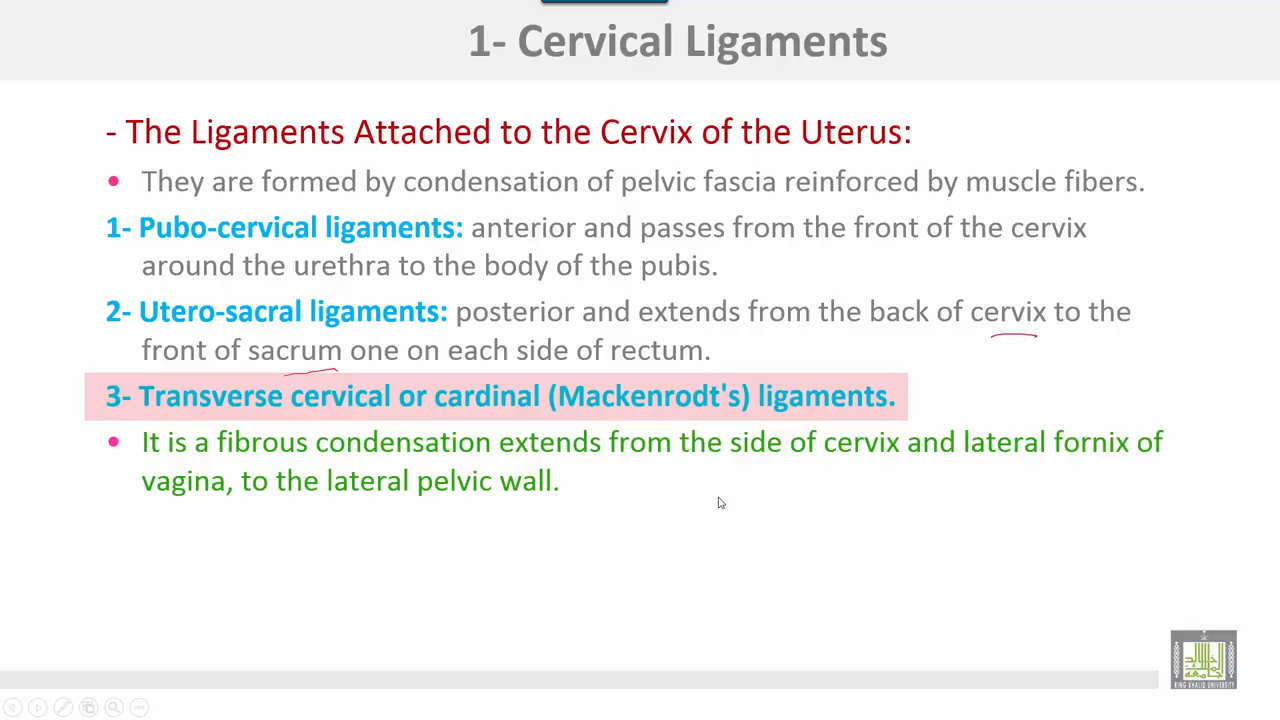 1- Cervical Ligaments
- The Ligaments Attached to the Cervix of the Uterus:
• They are formed by condensation of pelvic fascia reinforced by muscle fibers.
1- Pubo-cervical ligaments: anterior and passes from the front of the cervix
around the urethra to the body of the pubis.
2- Utero-sacral ligaments: posterior and extends from the back of cervix to the
front of sacrum one on each side of rectum.
3- Transverse cervical or cardinal (Mackenrodt's) ligaments.
• It is a fibrous condensation extends from the side of cervix and lateral fornix of
vagina, to the lateral pelvic wall.
KING KHALID UNIVERSITY